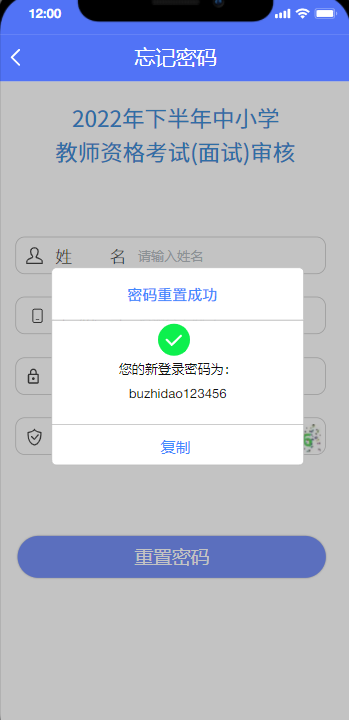 12:00
忘记密码
2022年下半年中小学
教师资格考试(面试)审核
姓 名 请输入姓名
密码重置成功
您的新登录密码为：
buzhidao123456
复制
重置密码